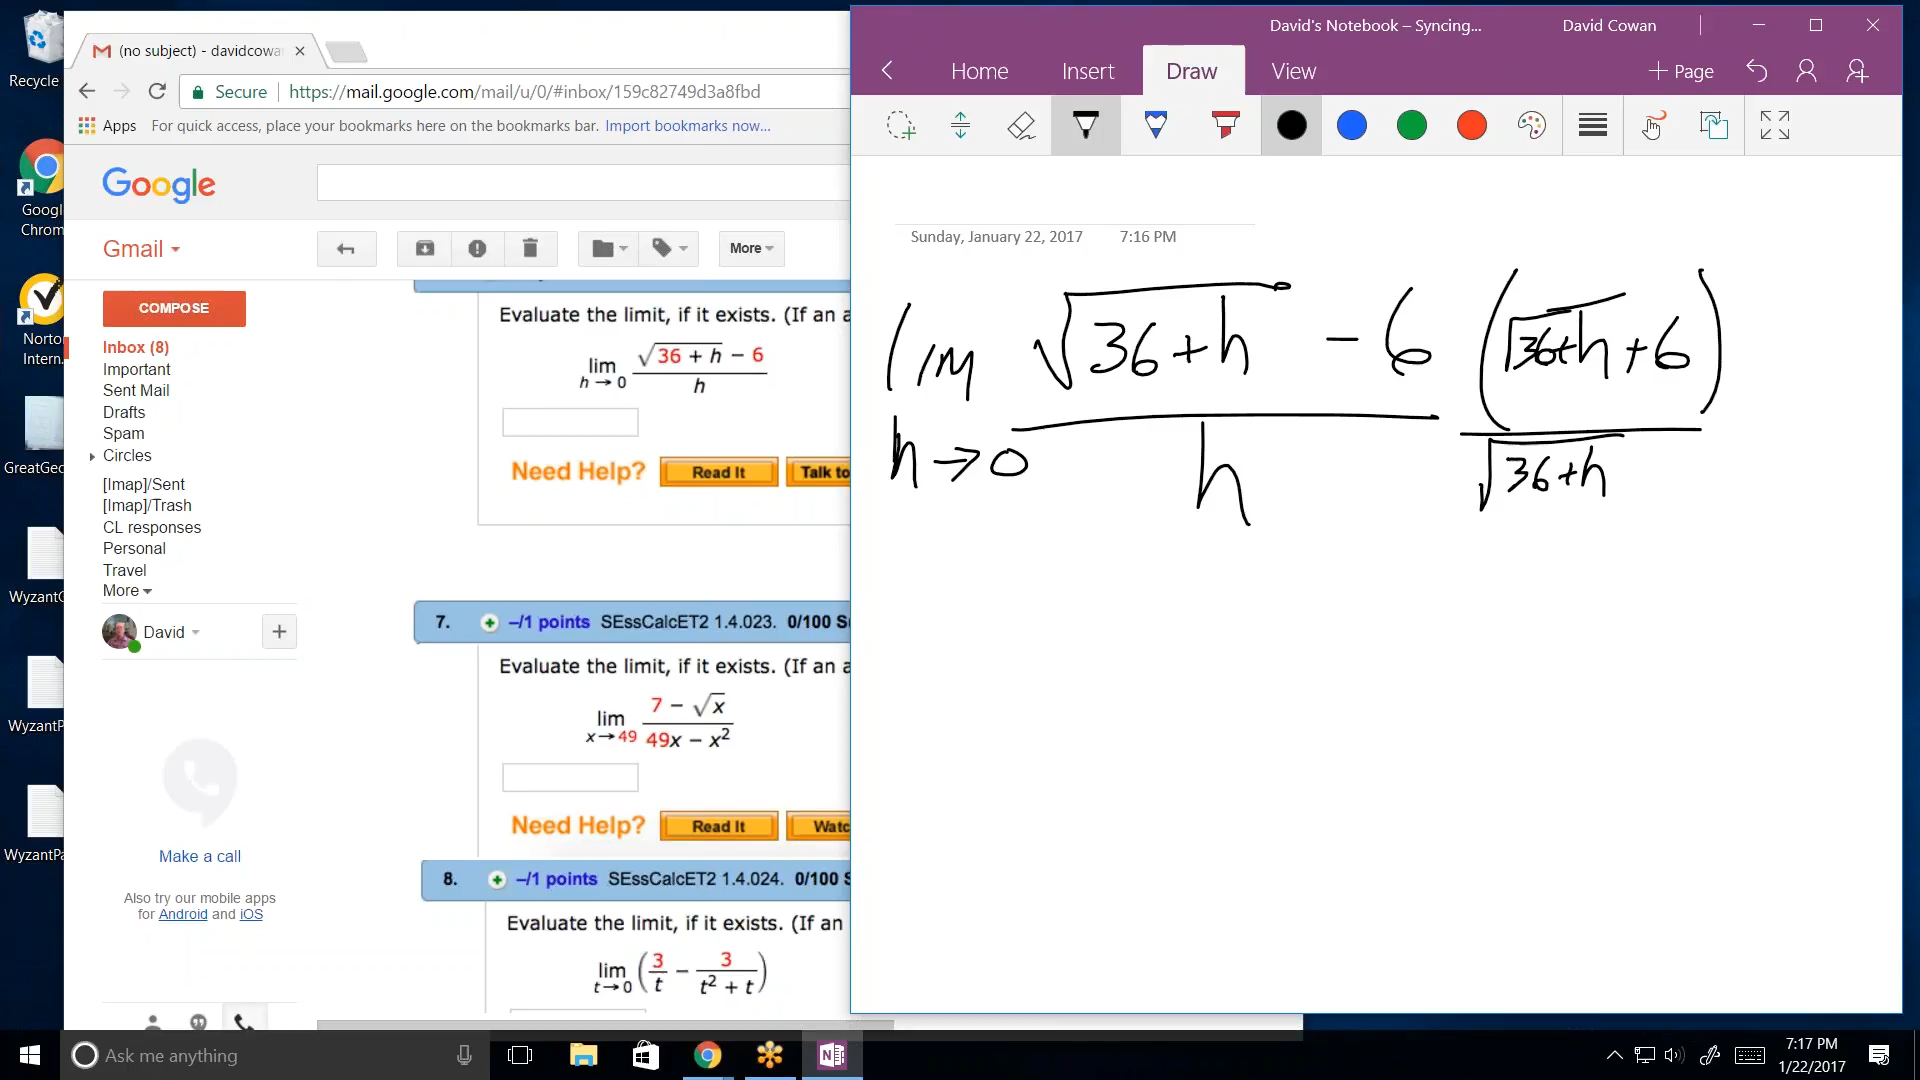 Recycle
Googl
Chrom
Norto
Intern.
GreatGeo
WyzantC
WyzantP
WyzantPa
(no subject) - davidcowa
Secure https://mail.google.com/mail/u/0/#inbox/159c82749d3a8fbd
Apps For quick access, place your bookmarks here on the bookmarks bar. Import bookmarks now...
Google
Gmail
More
COMPOSE
Inbox (8)
Important
Sent Mail
Drafts
Spam
Circles
[Imap]/Sent
[Imap]/Trash
CL responses
Personal
Travel
More
David
Make a call
Also try our mobile apps
for Android and iOS
Evaluate the limit, if it exists. (If an a
lim h→0 (√(36 + h) − 6)/h
Need Help? Read It Talk to
7. –/1 points SEssCalcET2 1.4.023. 0/100 S
Evaluate the limit, if it exists. (If an a
lim x→49 (7 − √x)/(49x − x²)
Need Help? Read It Watc
8. –/1 points SEssCalcET2 1.4.024. 0/100 S
Evaluate the limit, if it exists. (If an
lim t→0 (3/t − 3/(t² + t))
David's Notebook – Syncing... David Cowan
Home Insert Draw View Page
Sunday, January 22, 2017 7:16 PM
lim √36+h − 6 (√36+h + 6)
h→0 h √36+h
Ask me anything
N
7:17 PM
1/22/2017